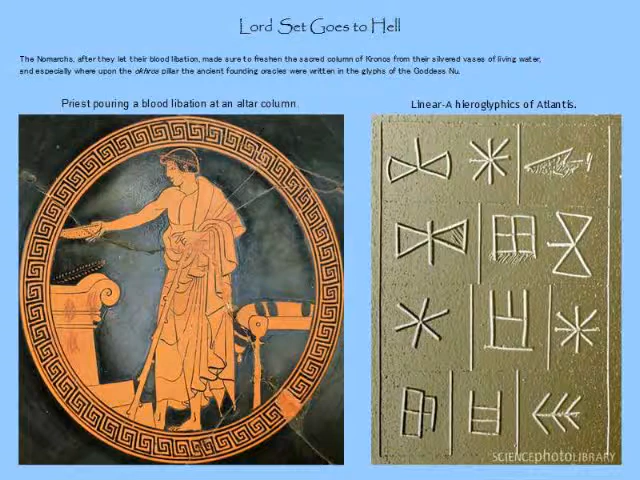 Lord Set Goes to Hell
The Nomarchs, after they let their blood libation, made sure to freshen the sacred column of Kronos from their silvered vases of living water,
and especially where upon the okhros pillar the ancient founding oracles were written in the glyphs of the Goddess Nu.
Priest pouring a blood libation at an altar column.
Linear-A hieroglyphics of Atlantis.
SCIENCEphotoLIBRARY